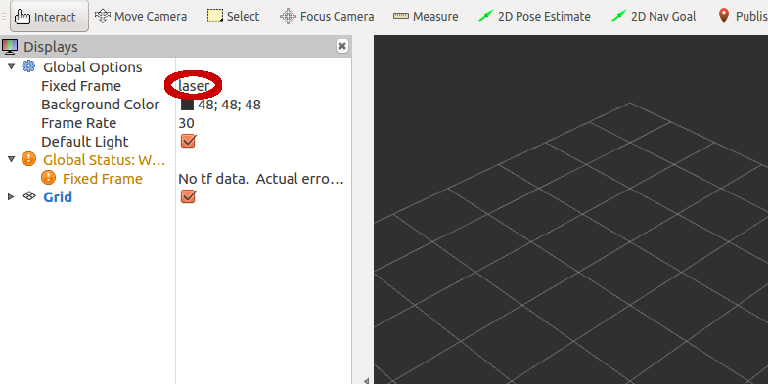 Interact Move Camera Select Focus Camera Measure 2D Pose Estimate 2D Nav Goal Publis
Displays
Global Options
Fixed Frame laser
Background Color 48; 48; 48
Frame Rate 30
Default Light
Global Status: W...
Fixed Frame No tf data. Actual erro...
Grid